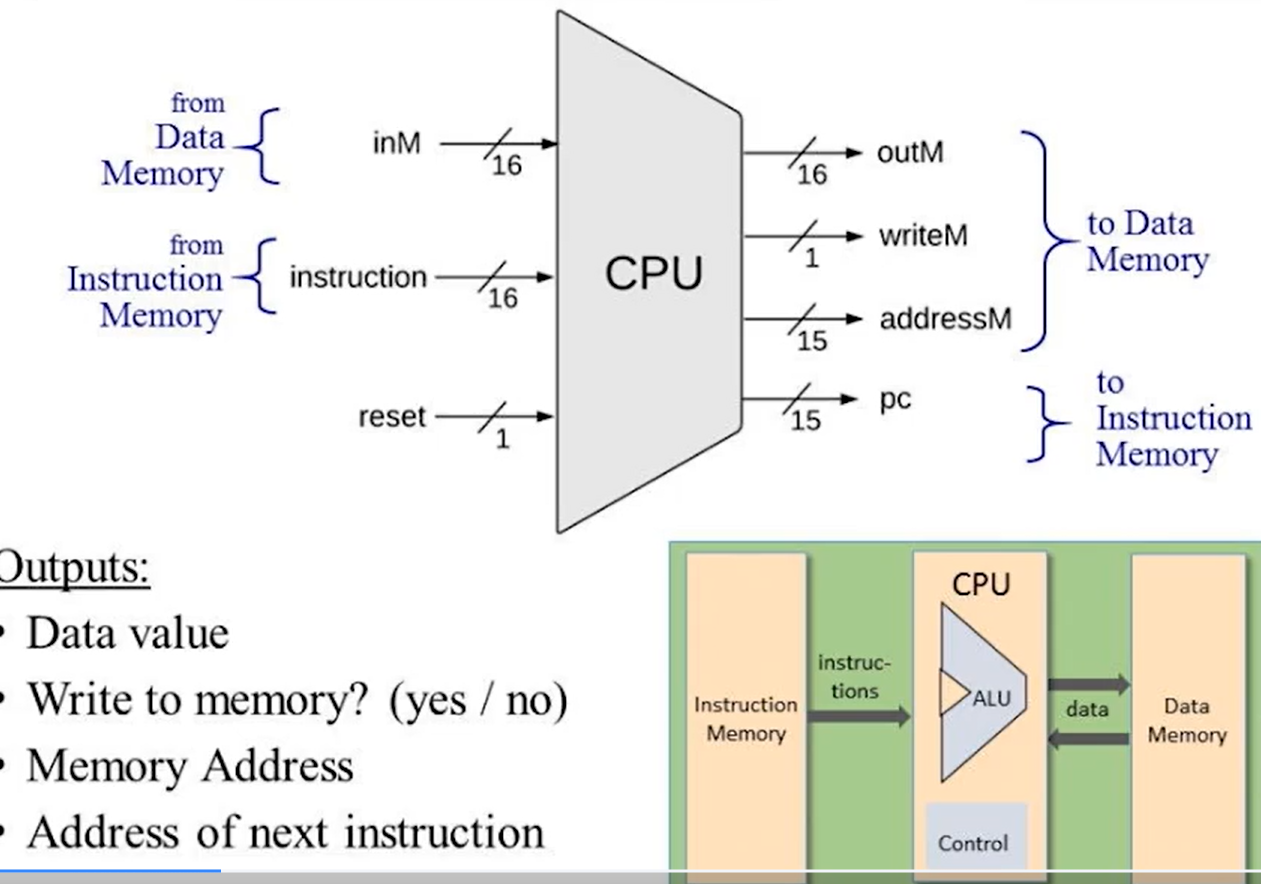 from
Data
Memory
inM
16
from
Instruction
Memory
instruction
16
reset
1
CPU
outM
16
writeM
1
addressM
15
pc
15
to Data
Memory
to
Instruction
Memory
Outputs:
• Data value
• Write to memory? (yes / no)
• Memory Address
• Address of next instruction
Instruction
Memory
instruc-
tions
CPU
ALU
Control
data
Data
Memory